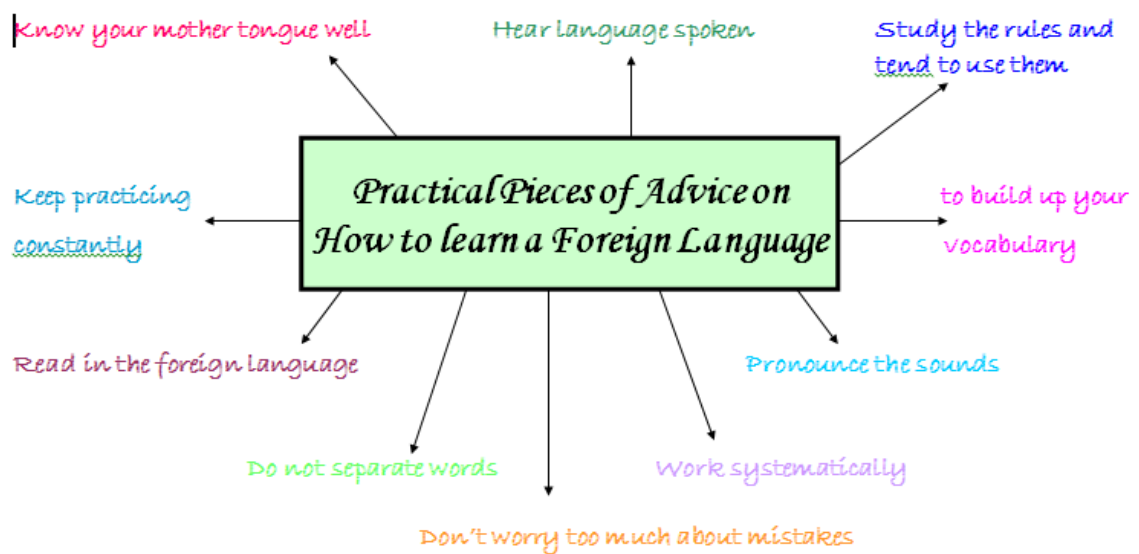 Know your mother tongue well
Hear language spoken
Study the rules and
tend to use them
Practical Pieces of Advice on
How to learn a Foreign Language
Keep practicing
constantly
to build up your
vocabulary
Read in the foreign language
Pronounce the sounds
Do not separate words
Work systematically
Don't worry too much about mistakes